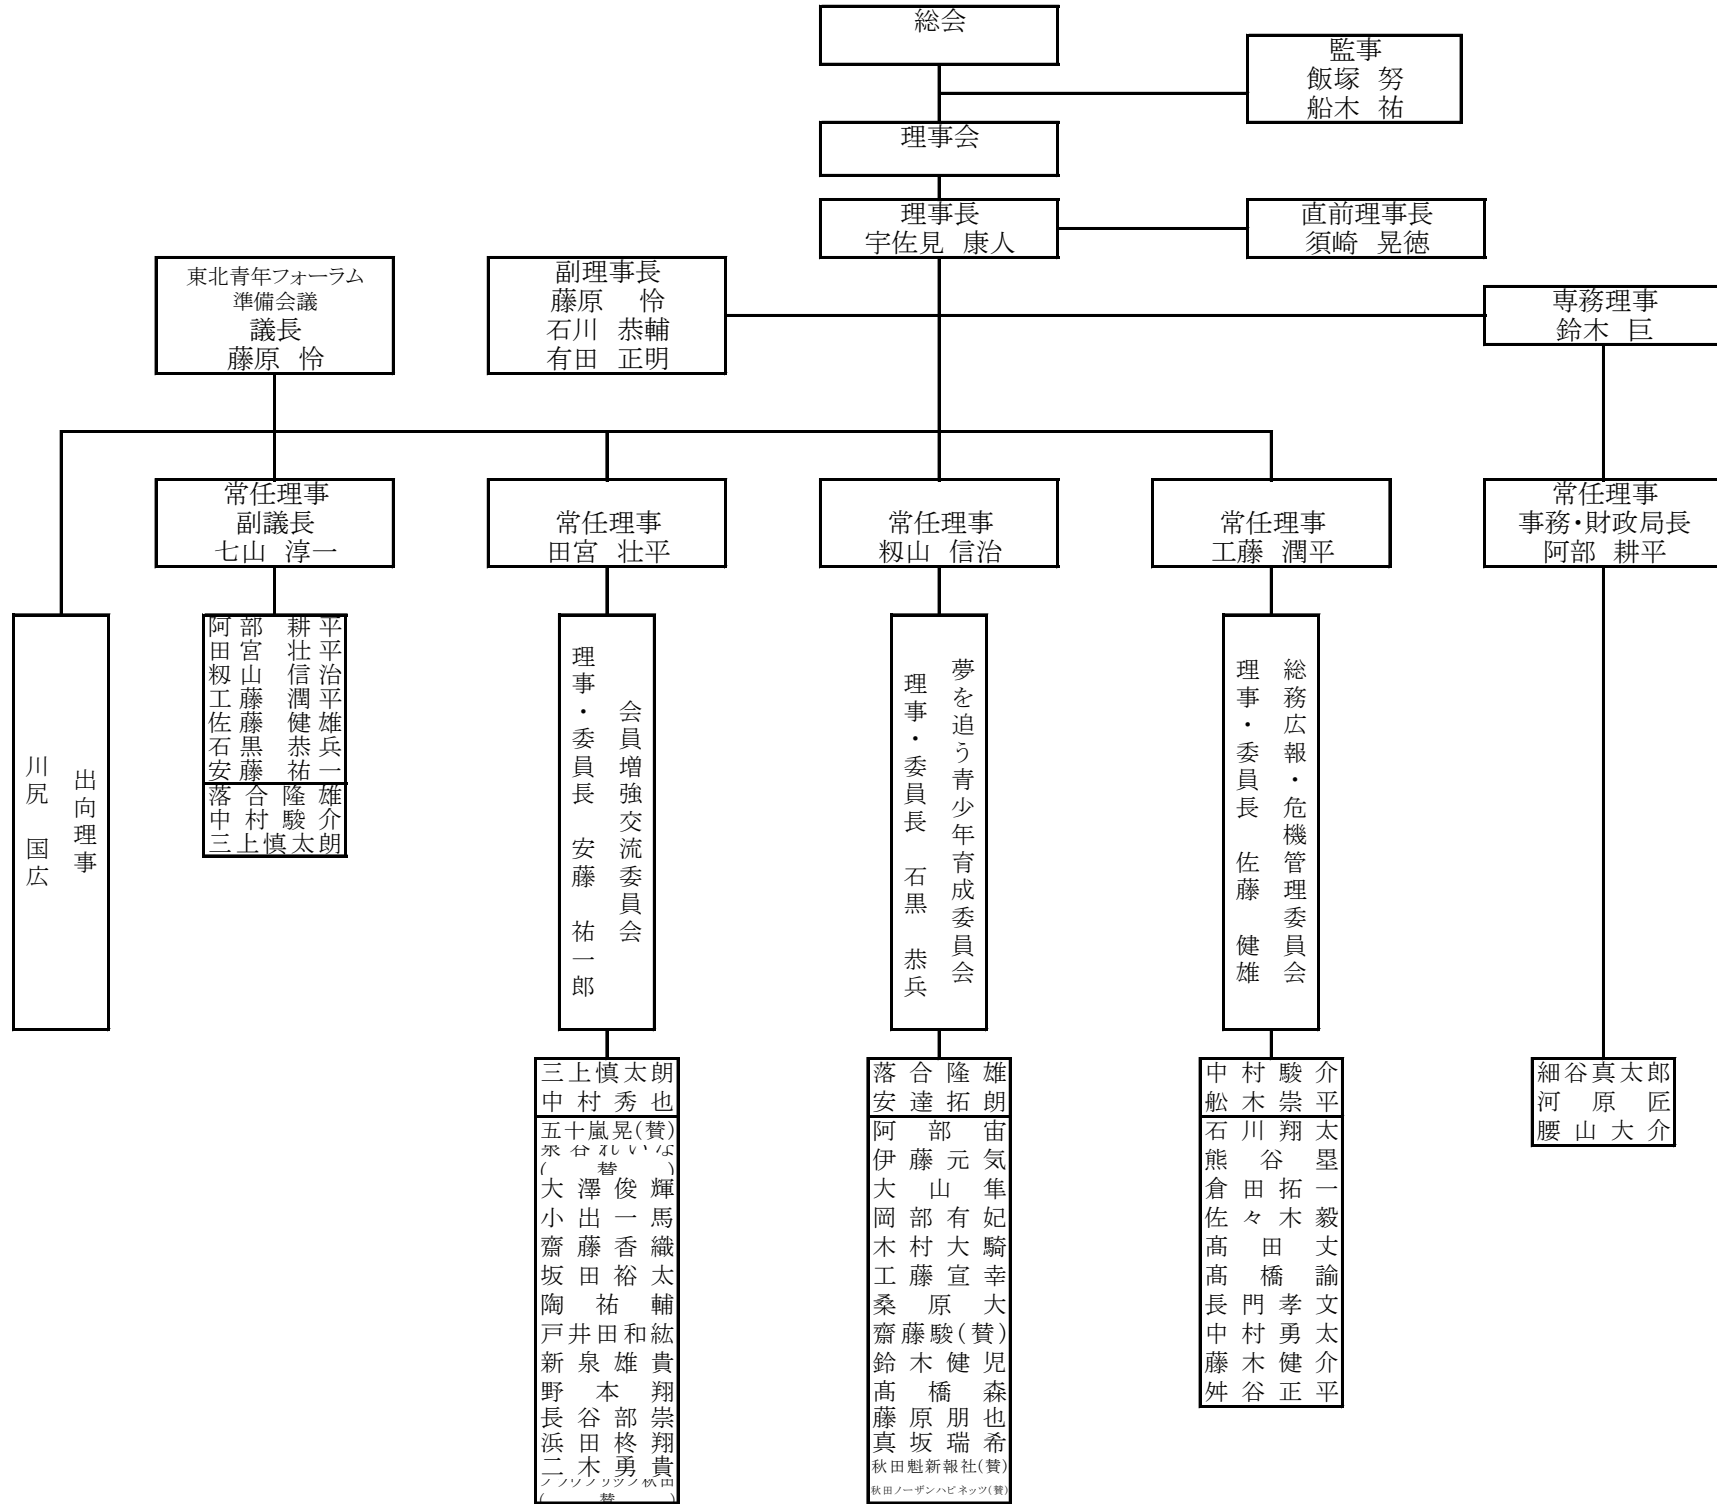 総会
監事
飯塚 努
船木 祐
理事会
理事長
宇佐見 康人
直前理事長
須崎 晃徳
東北青年フォーラム
準備会議
議長
藤原 怜
副理事長
藤原 怜
石川 恭輔
有田 正明
専務理事
鈴木 巨
常任理事
副議長
七山 淳一
常任理事
田宮 壮平
常任理事
籾山 信治
常任理事
工藤 潤平
常任理事
事務・財政局長
阿部 耕平
出向理事
川尻 国広
阿部 耕平
田宮 壮平
籾山 信治
工藤 潤平
佐藤 健雄
石黒 恭兵
安藤 祐一
落合隆雄
中村駿介
三上慎太朗
会員増強交流委員会
理事・委員長 安藤 祐一郎
夢を追う青少年育成委員会
理事・委員長 石黒 恭兵
総務広報・危機管理委員会
理事・委員長 佐藤 健雄
三上慎太朗
中村秀也
五十嵐晃(賛)
泉谷れいな
(賛)
大澤俊輝
小出一馬
齋藤香織
坂田裕太
陶祐輔
戸井田和紘
新泉雄貴
野本翔
長谷部崇
浜田柊翔
二木勇貴
落合隆雄
安達拓朗
阿部宙
伊藤元気
大山隼
岡部有妃
木村大騎
工藤宣幸
桑原大
齋藤駿(賛)
鈴木健児
髙橋森
藤原朋也
真坂瑞希
秋田魁新報社(賛)
秋田ノーザンハピネッツ(賛)
中村駿介
舩木崇平
石川翔太
熊谷塁
倉田拓一
佐々木毅
髙田丈
髙橋諭
長門孝文
中村勇太
藤木健介
舛谷正平
細谷真太郎
河原匠
腰山大介